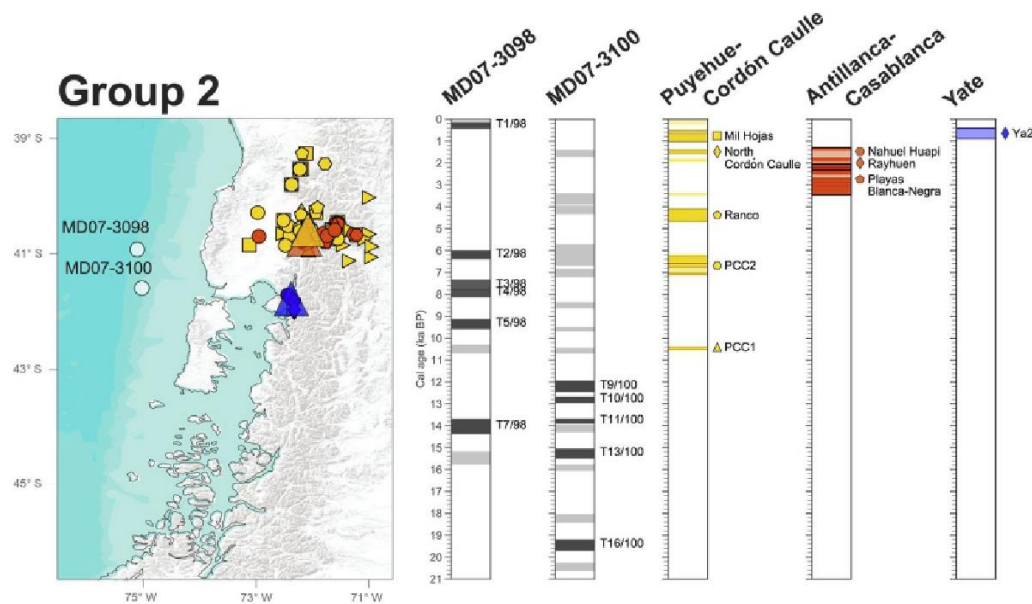 Group 2
39° S
41° S
43° S
45° S
75° W
73° W
71° W
MD07-3098
MD07-3100
MD07-3098
MD07-3100
Puyehue-
Cordón Caulle
Antillanca-
Casablanca
Yate
Cal age (ka BP)
0
1
2
3
4
5
6
7
8
9
10
11
12
13
14
15
16
17
18
19
20
21
T1/98
T2/98
T3/98
T4/98
T5/98
T7/98
T9/100
T10/100
T11/100
T13/100
T16/100
Mil Hojas
North
Cordón Caulle
Ranco
PCC2
PCC1
Nahuel Huapi
Rayhuen
Playas
Blanca-Negra
Ya2